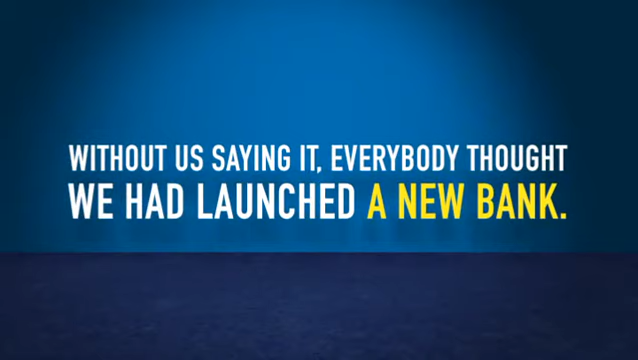 WITHOUT US SAYING IT, EVERYBODY THOUGHT
WE HAD LAUNCHED A NEW BANK.